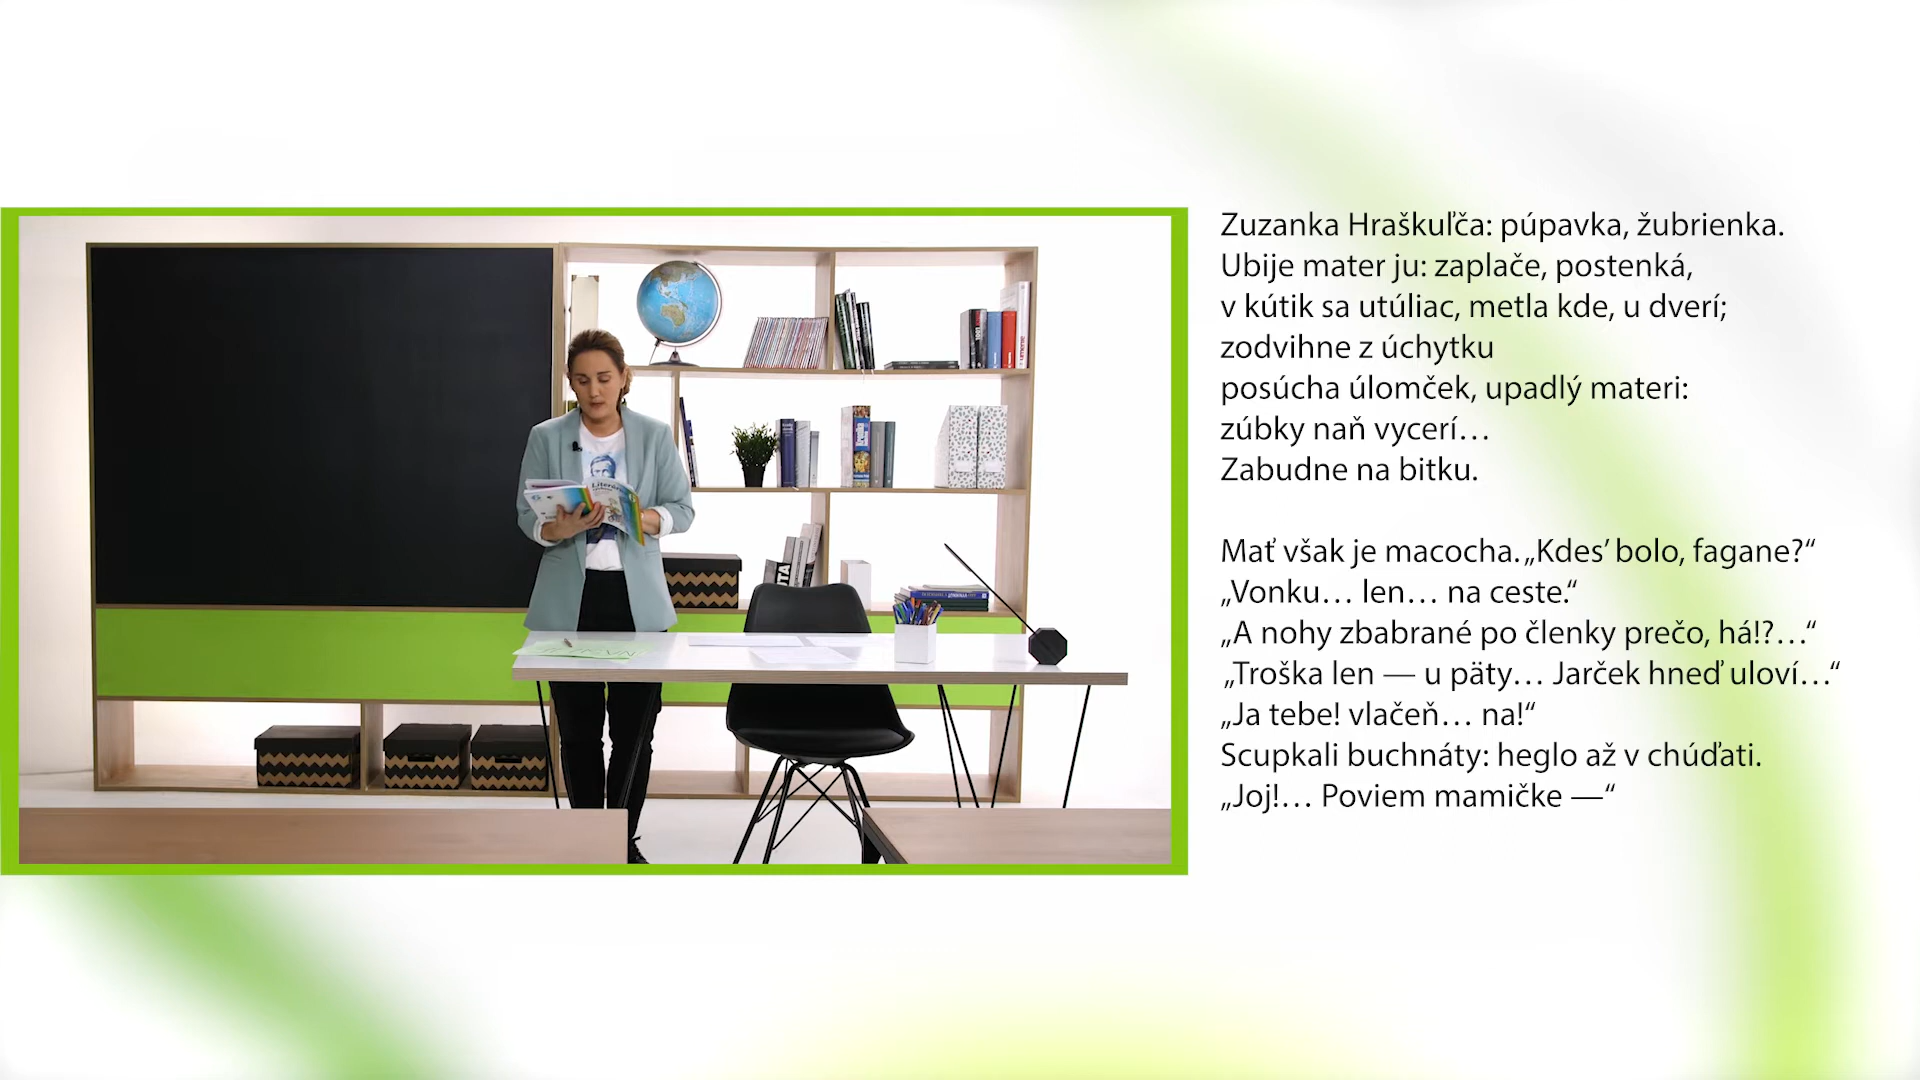 Zuzanka Hraškuľča: púpavka, žubrienka.
Ubije mater ju: zaplače, postenká,
v kútik sa utúliac, metla kde, u dverí;
zodvihne z úchytku
posúcha úlomček, upadlý materi:
zúbky naň vycerí…
Zabudne na bitku.
Mať však je macocha. „Kdes’ bolo, fagane?“
„Vonku… len… na ceste.“
„A nohy zbabrané po členky prečo, há!?…“
„Troška len — u päty… Jarček hneď uloví…“
„Ja tebe! vlačeň… na!“
Scupkali buchnáty: heglo až v chúďati.
„Joj!… Poviem mamičke —“